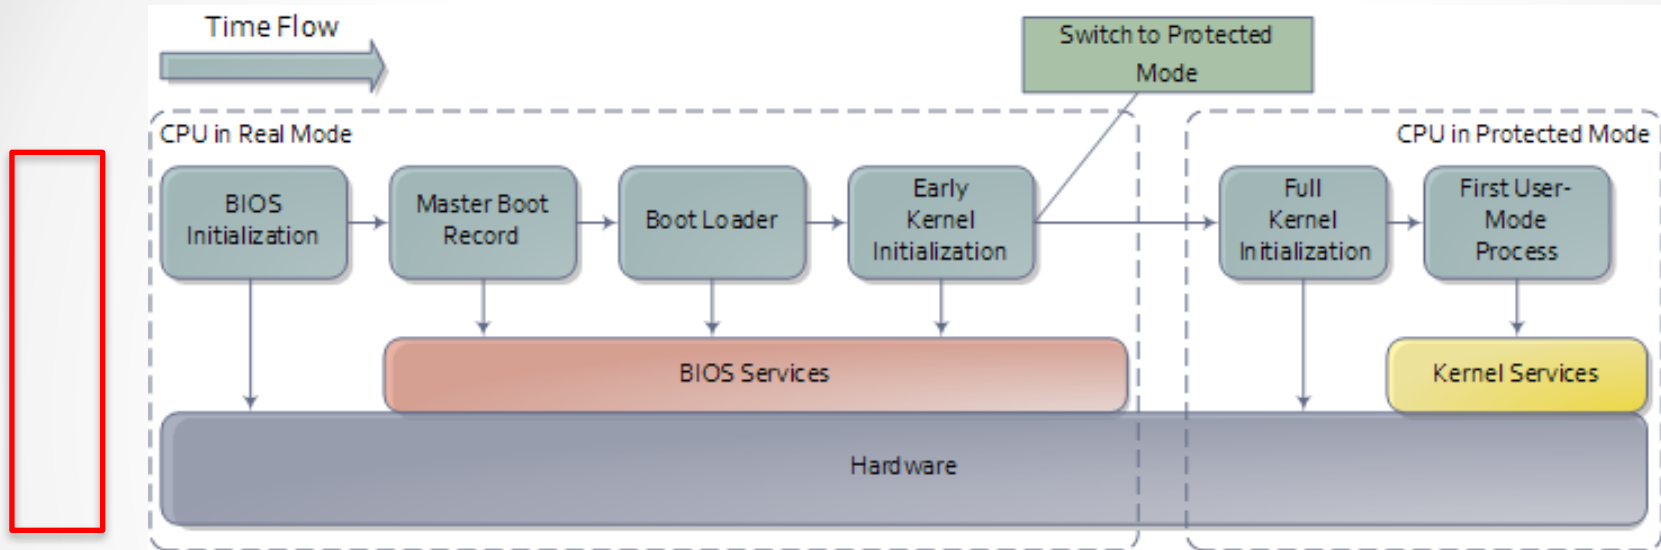 Time Flow
Switch to Protected
Mode
CPU in Real Mode
CPU in Protected Mode
BIOS
Initialization
Master Boot
Record
Boot Loader
Early
Kernel
Initialization
Full
Kernel
Initialization
First User-
Mode
Process
BIOS Services
Kernel Services
Hardware